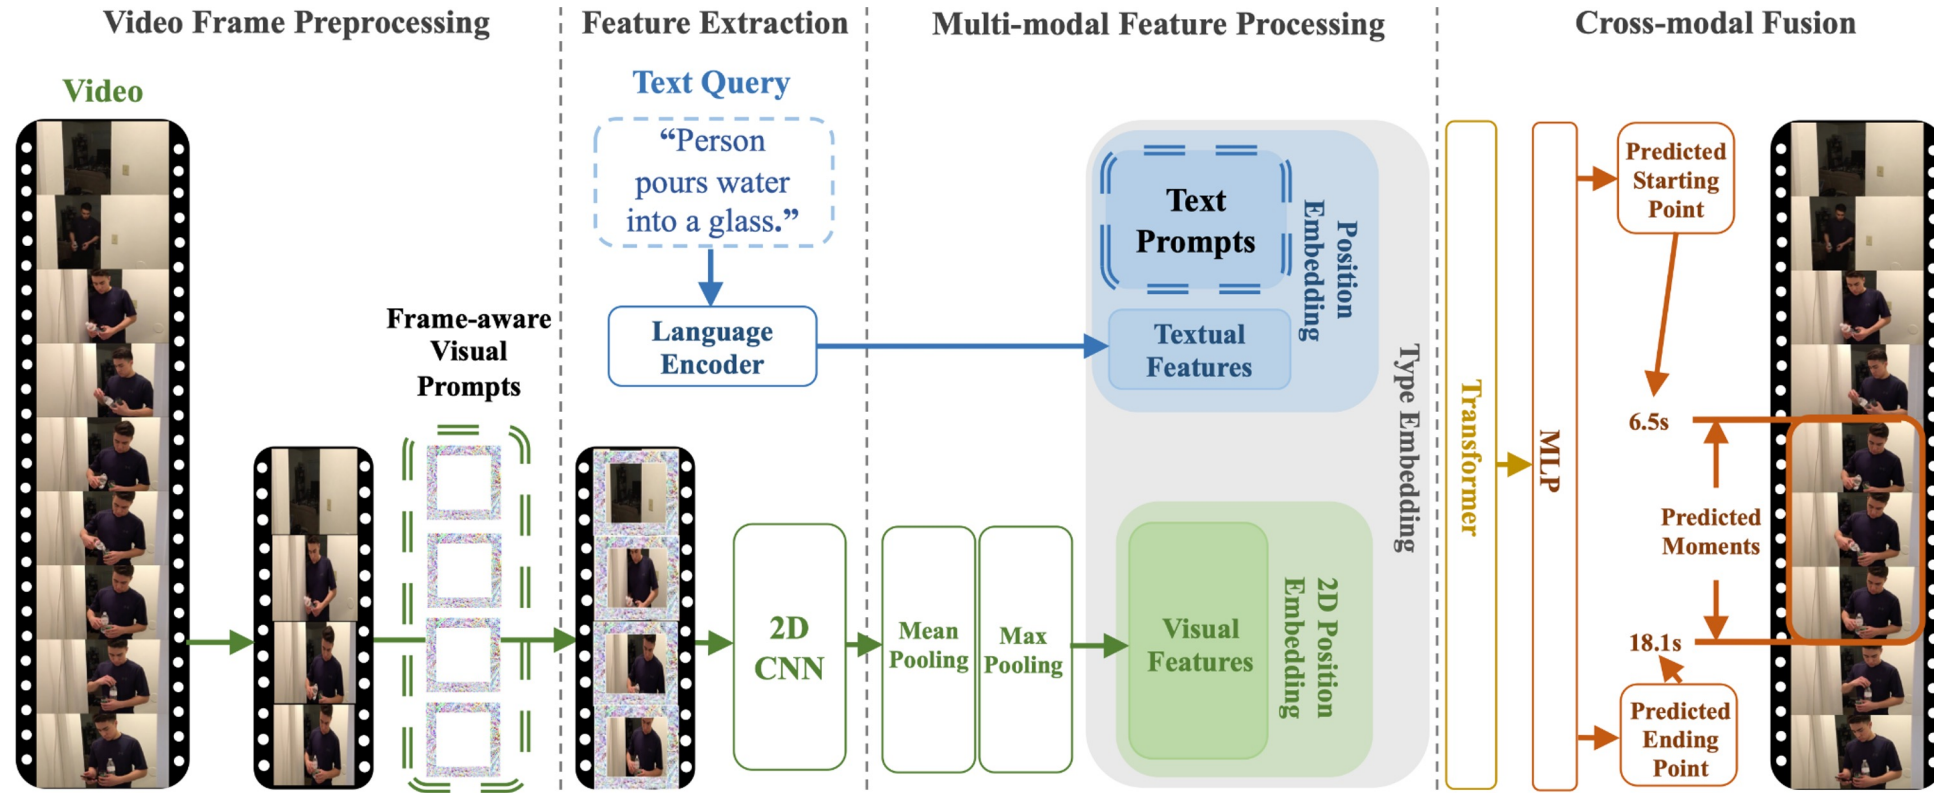 Video Frame Preprocessing
Feature Extraction
Multi-modal Feature Processing
Cross-modal Fusion
Video
Frame-aware
Visual
Prompts
Text Query
“Person
pours water
into a glass.”
Language
Encoder
2D
CNN
Mean
Pooling
Max
Pooling
Text
Prompts
Position
Embedding
Textual
Features
Visual
Features
2D Position
Embedding
Type Embedding
Transformer
MLP
Predicted
Starting
Point
6.5s
Predicted
Moments
18.1s
Predicted
Ending
Point